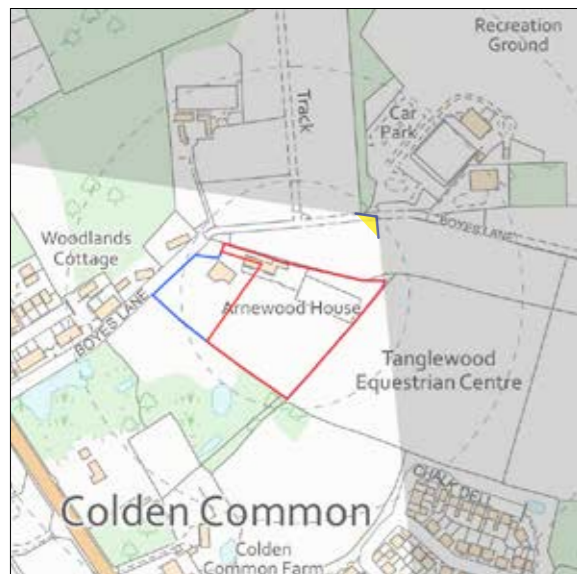 Recreation
Ground
Track
Car
Park
BOYES LANE
Woodlands
Cottage
BOYES LANE
Arnewood House
Tanglewood
Equestrian Centre
CHALK DELL
Colden Common
Colden
Common Farm